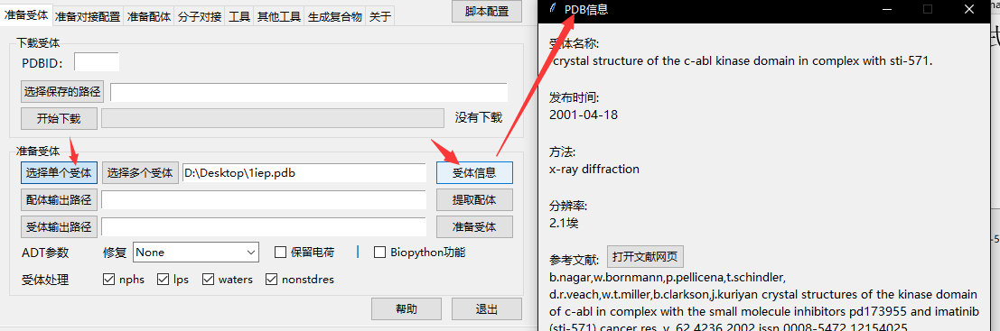 准备受体 准备对接配置 准备配体 分子对接 工具 其他工具 生成复合物 关于
脚本配置
下载受体
PDBID:
选择保存的路径
开始下载 没有下载
准备受体
选择单个受体 选择多个受体 D:\Desktop\1iep.pdb 受体信息
配体输出路径 提取配体
受体输出路径 准备受体
ADT参数 修复 None 保留电荷 | Biopython功能
受体处理 nphs lps waters nonstdres
帮助 退出
PDB信息
受体名称:
crystal structure of the c-abl kinase domain in complex with sti-571.
发布时间:
2001-04-18
方法:
x-ray diffraction
分辨率:
2.1埃
参考文献: 打开文献网页
b.nagar,w.bornmann,p.pellicena,t.schindler,
d.r.veach,w.t.miller,b.clarkson,j.kuriyan crystal structures of the kinase domain
of c-abl in complex with the small molecule inhibitors pd173955 and imatinib
(sti-571) cancer res. v. 62 4236 2002 issn 0008-5472 12154025